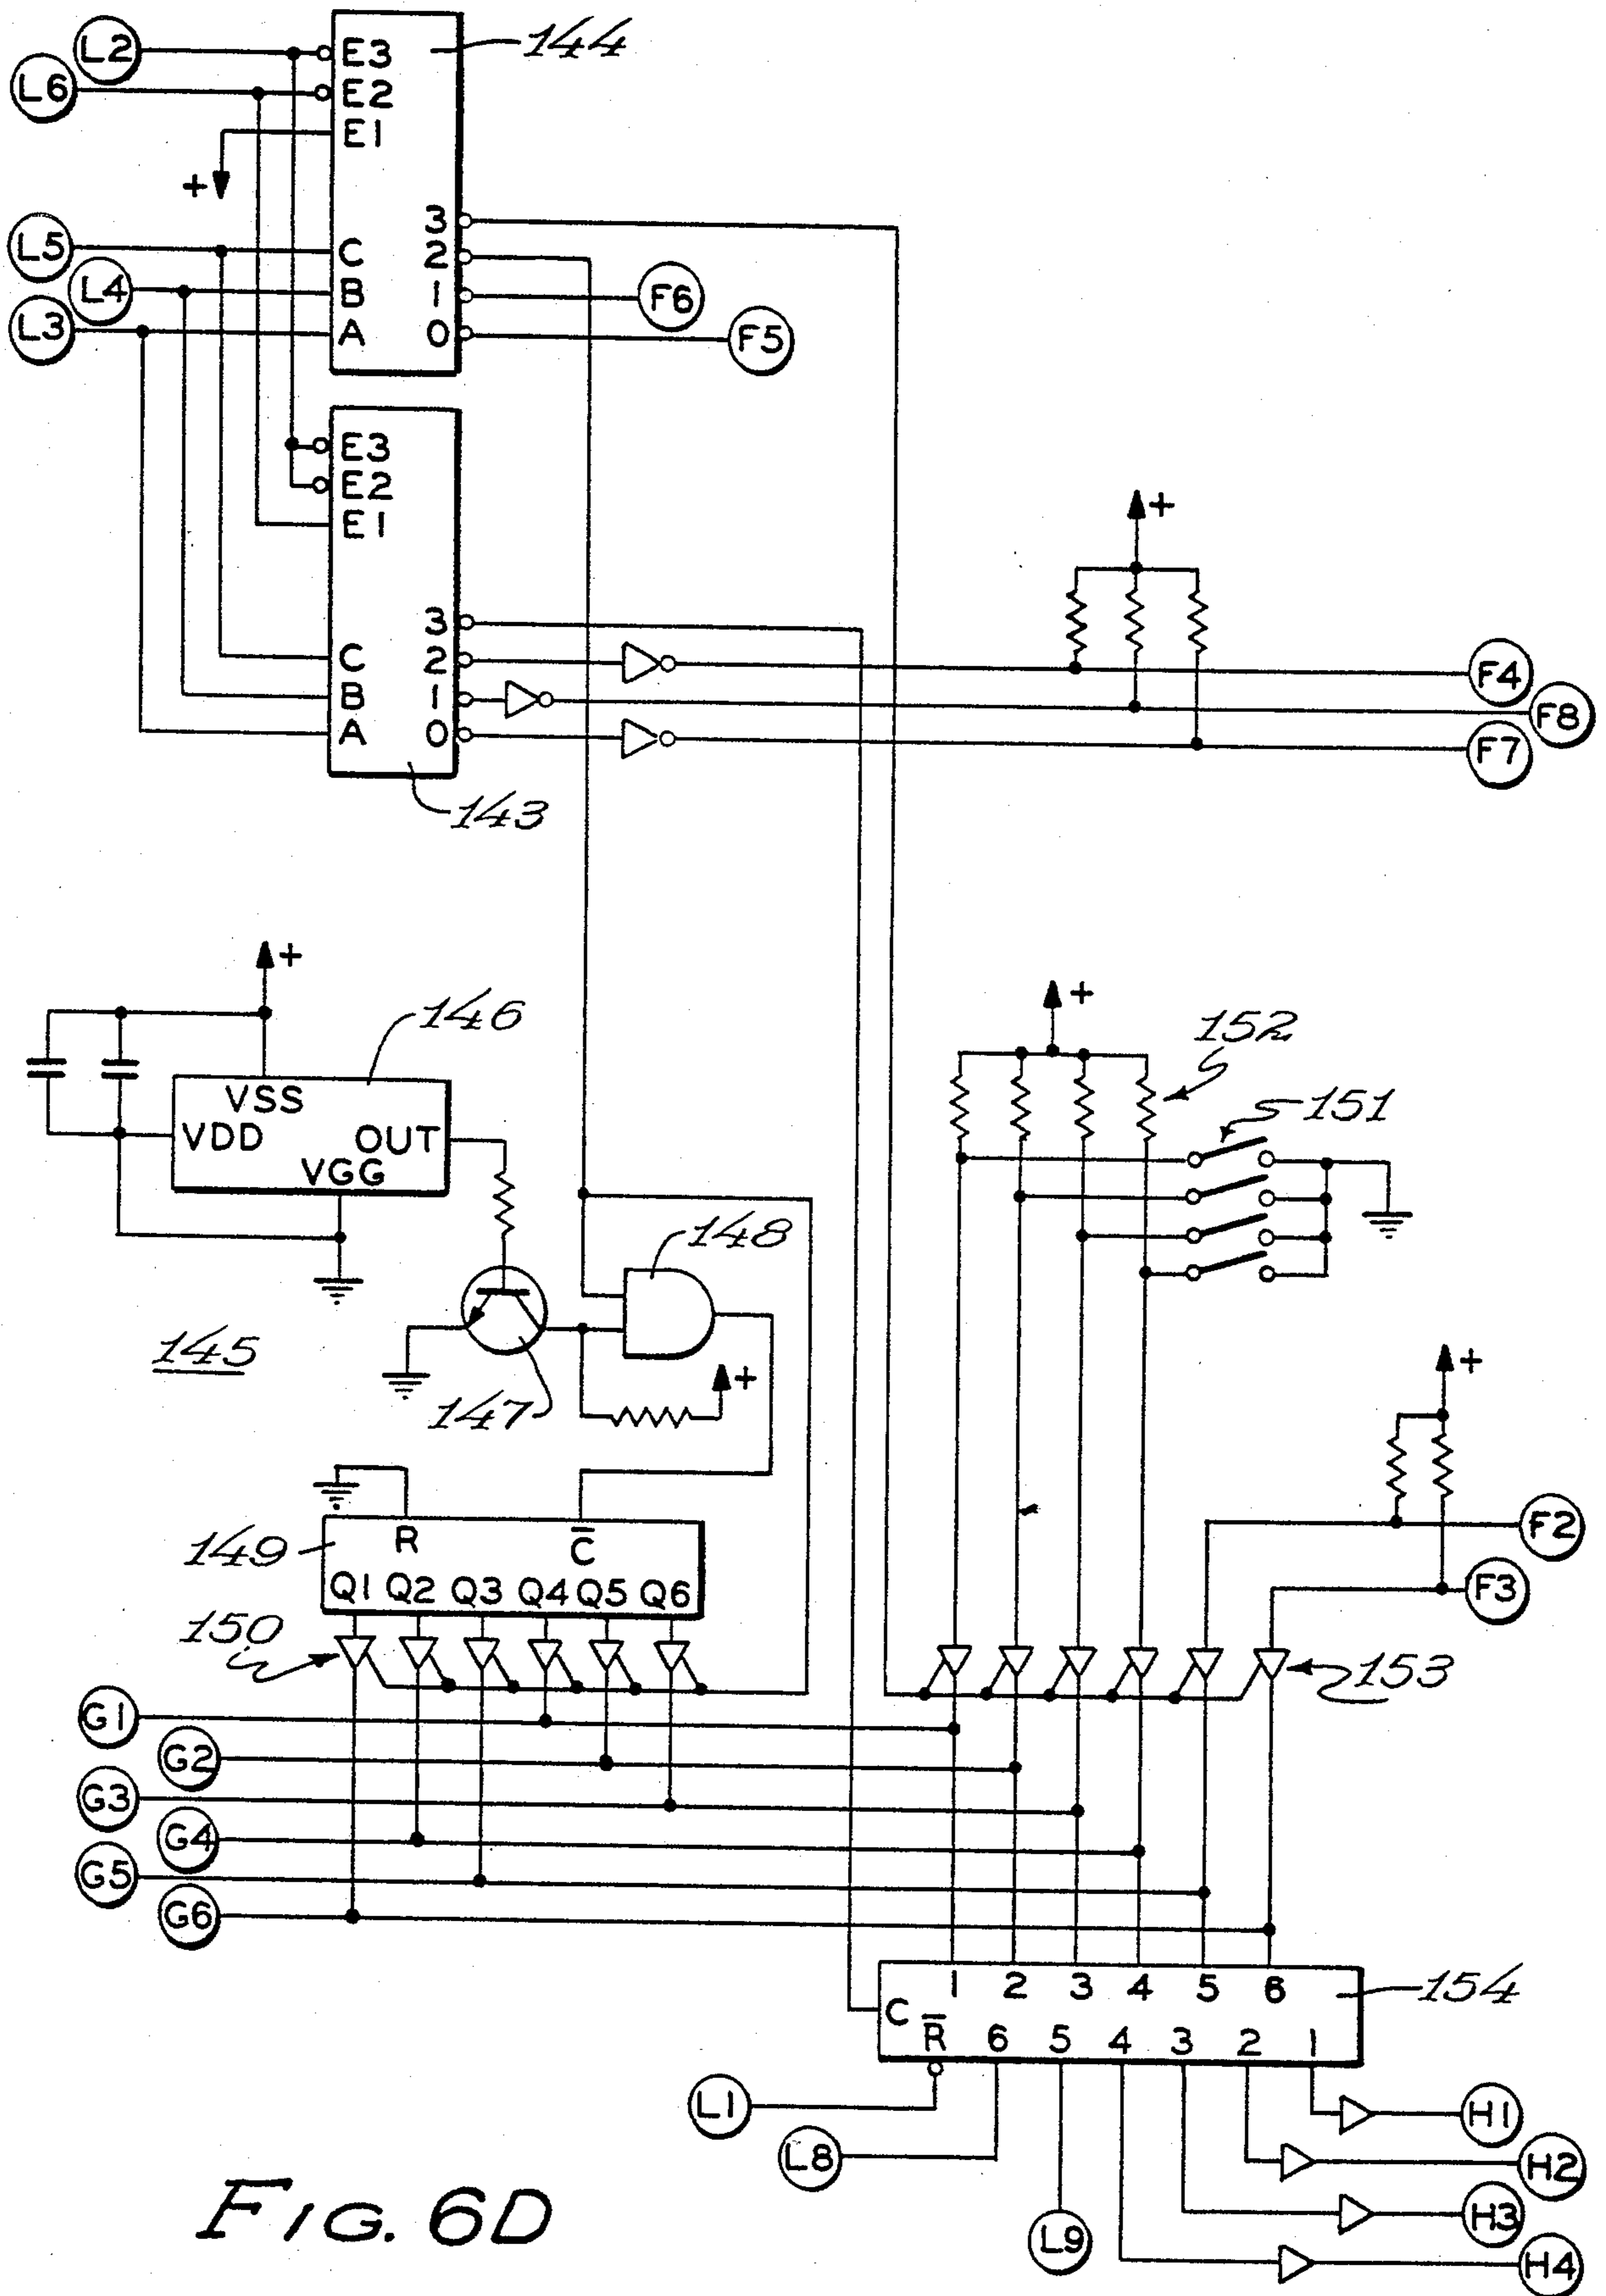 L2
E3
144
L6
E2
E1
+
3
L5
C
2
L4
B
1
F6
L3
A
0
F5
E3
E2
E1
+
3
C
2
F4
B
1
F8
A
0
F7
143
+
146
+
152
VSS
151
VDD
OUT
VGG
148
145
+
+
147
149
R
C̅
F2
Q1 Q2 Q3 Q4 Q5 Q6
F3
150
153
G1
G2
G3
G4
G5
G6
1 2 3 4 5 6
154
C
R̅ 6 5 4 3 2 1
L1
H1
L8
H2
L9
H3
H4
FIG. 6D